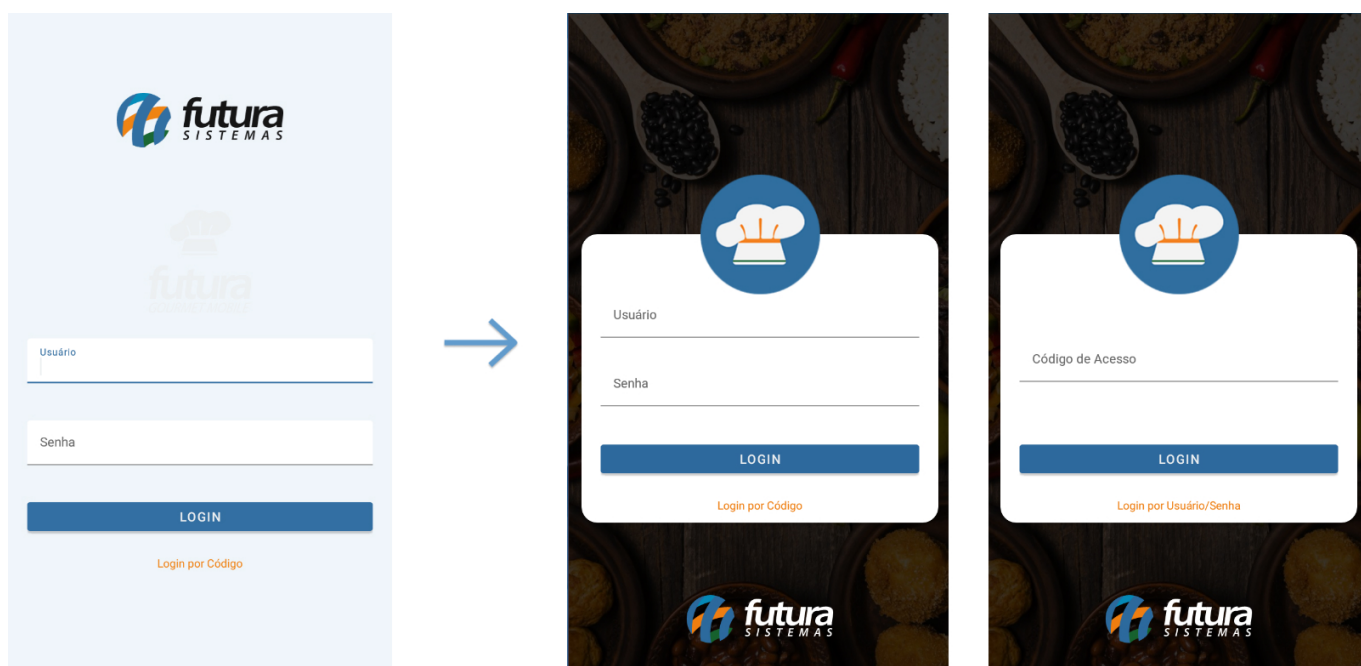 futura
SISTEMAS
futura
Usuário
Senha
LOGIN
Login por Código
Usuário
Senha
LOGIN
Login por Código
futura
SISTEMAS
Código de Acesso
LOGIN
Login por Usuário/Senha
futura
SISTEMAS